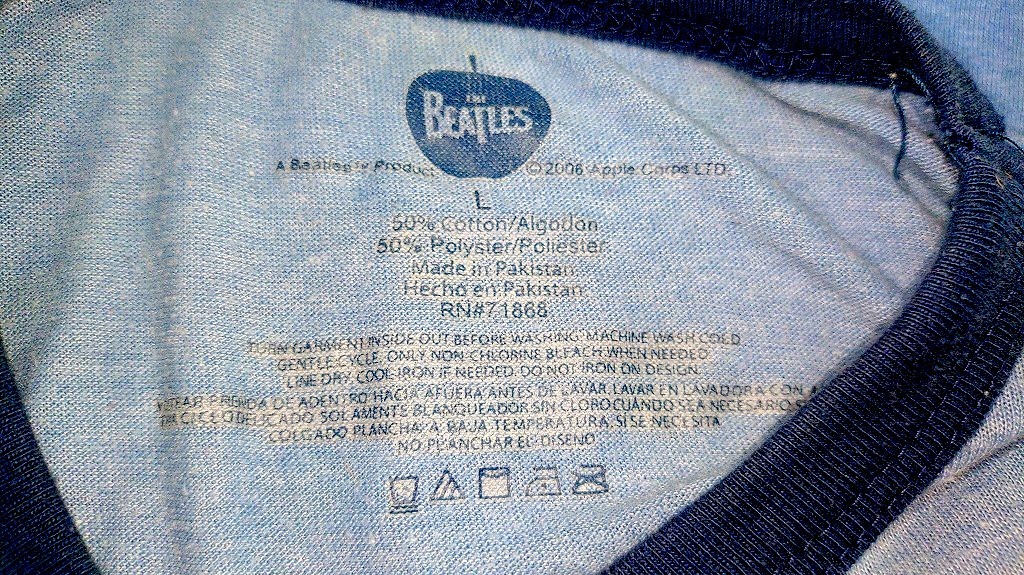 THE
BEATLES
A Beatles tv Product ©2006 Apple Corps LTD.
L
50% Cotton/Algodon
50% Polyster/Poliester
Made in Pakistan
Hecho en Pakistan
RN#71868
TURN GARMENT INSIDE OUT BEFORE WASHING. MACHINE WASH COLD
GENTLE CYCLE. ONLY NON CHLORINE BLEACH WHEN NEEDED
LINE DRY. COOL IRON IF NEEDED. DO NOT IRON ON DESIGN.
PRENDA DE ADENTRO HACIA AFUERA ANTES DE LAVAR. LAVAR EN LAVADORA CON
CICLO DELICADO SOLAMENTE BLANQUEADOR SIN CLORO CUANDO SEA NECESARIO
COLGADO PLANCHA A BAJA TEMPERATURA, SI SE NECESITA
NO PLANCHAR EL DISENO